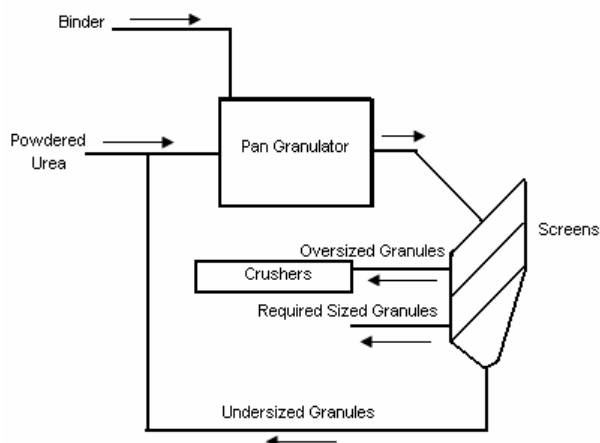 Binder
Powdered
Urea
Pan Granulator
Screens
Oversized Granules
Crushers
Required Sized Granules
Undersized Granules